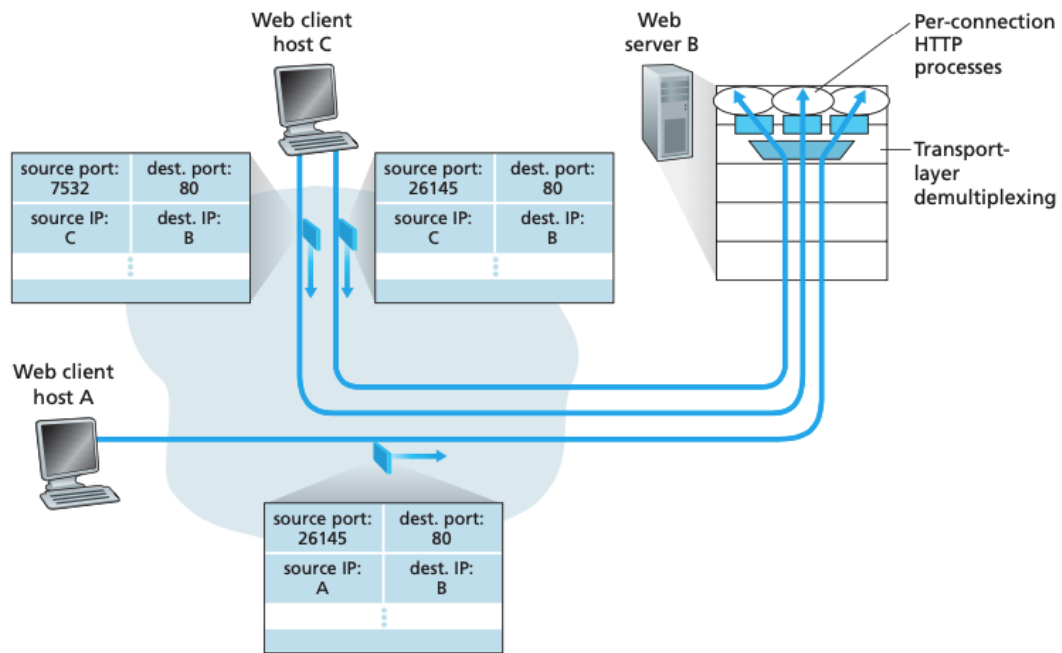 Web client
host C
Web
server B
Per-connection
HTTP
processes
Transport-
layer
demultiplexing
source port:
7532
dest. port:
80
source IP:
C
dest. IP:
B
source port:
26145
dest. port:
80
source IP:
C
dest. IP:
B
Web client
host A
source port:
26145
dest. port:
80
source IP:
A
dest. IP:
B